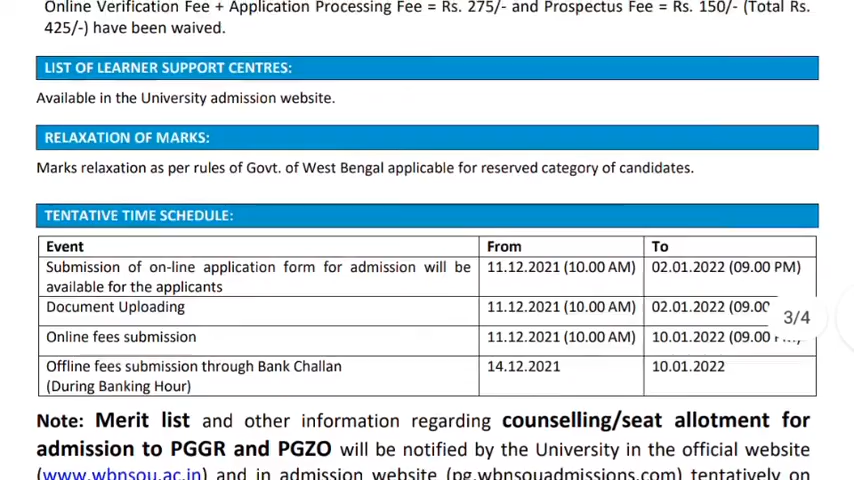 Online Verification Fee + Application Processing Fee = Rs. 275/- and Prospectus Fee = Rs. 150/- (Total Rs.
425/-) have been waived.
LIST OF LEARNER SUPPORT CENTRES:
Available in the University admission website.
RELAXATION OF MARKS:
Marks relaxation as per rules of Govt. of West Bengal applicable for reserved category of candidates.
TENTATIVE TIME SCHEDULE:
Event From To
Submission of on-line application form for admission will be 11.12.2021 (10.00 AM) 02.01.2022 (09.00 PM)
available for the applicants
Document Uploading 11.12.2021 (10.00 AM) 02.01.2022 (09.00
3/4
Online fees submission 11.12.2021 (10.00 AM) 10.01.2022 (09.00
Offline fees submission through Bank Challan 14.12.2021 10.01.2022
(During Banking Hour)
Note: Merit list and other information regarding counselling/seat allotment for
admission to PGGR and PGZO will be notified by the University in the official website
(www.wbnsou.ac.in) and in admission website (pg.wbnsouadmissions.com) tentatively on